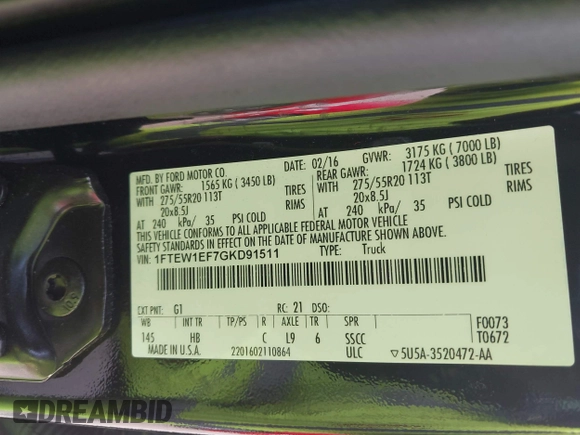 MFD. BY FORD MOTOR CO.
DATE: 02/16 GVWR: 3175 KG ( 7000 LB)
FRONT GAWR: 1565 KG ( 3450 LB) REAR GAWR: 1724 KG ( 3800 LB)
WITH 275/55R20 113T TIRES WITH 275/55R20 113T TIRES
20x8.5J RIMS 20x8.5J RIMS
AT 240 kPa/ 35 PSI COLD AT 240 kPa/ 35 PSI COLD
THIS VEHICLE CONFORMS TO ALL APPLICABLE FEDERAL MOTOR VEHICLE
SAFETY AND THEFT PREVENTION STANDARDS IN EFFECT ON THE DATE OF MANUFACTURE SHOWN ABOVE.
VIN: 1FTEW1EF7GKD91511 TYPE: Truck
EXT PNT: G1 RC: 21 DSO: F0073
WB INT TR TP/PS R AXLE TR SPR T0672
145 HB C L9 6 SSCC
MADE IN U.S.A. 2201602110864 ULC 5U5A-3520472-AA
DREAMBID